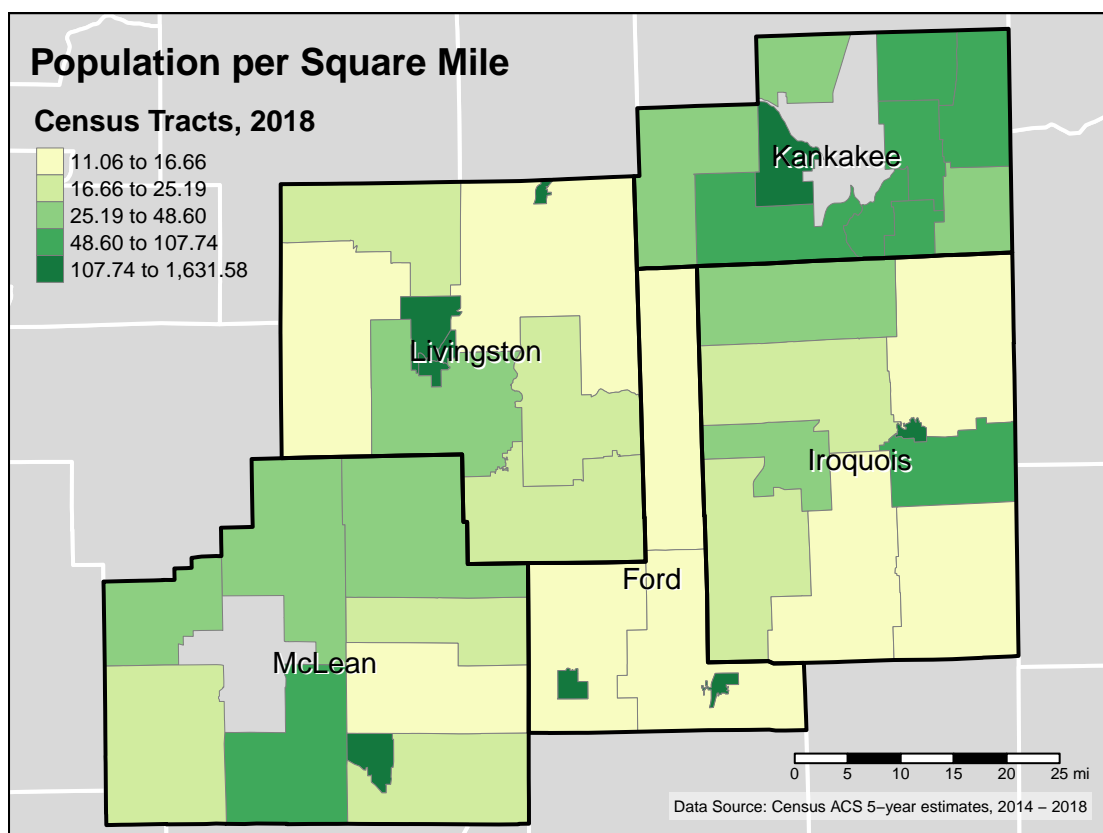 Population per Square Mile
Census Tracts, 2018
11.06 to 16.66
16.66 to 25.19
25.19 to 48.60
48.60 to 107.74
107.74 to 1,631.58
Kankakee
Livingston
Iroquois
Ford
McLean
0 5 10 15 20 25 mi
Data Source: Census ACS 5−year estimates, 2014 − 2018